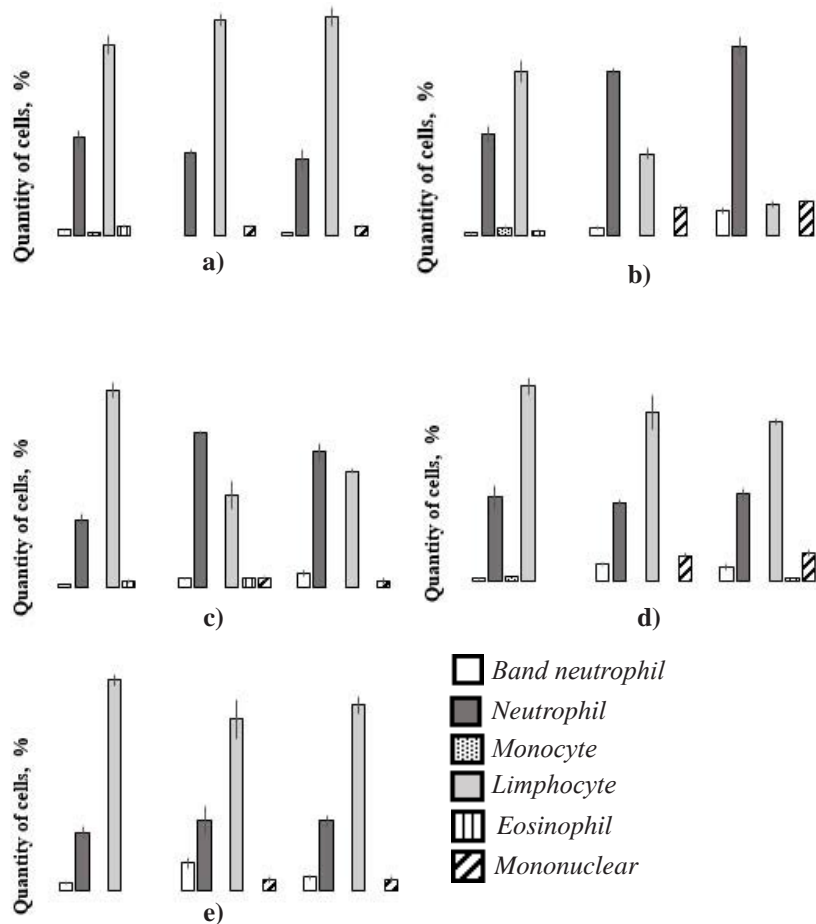 Quantity of cells, %
a)
Quantity of cells, %
b)
Quantity of cells, %
c)
Quantity of cells, %
d)
Quantity of cells, %
e)
Band neutrophil
Neutrophil
Monocyte
Limphocyte
Eosinophil
Mononuclear